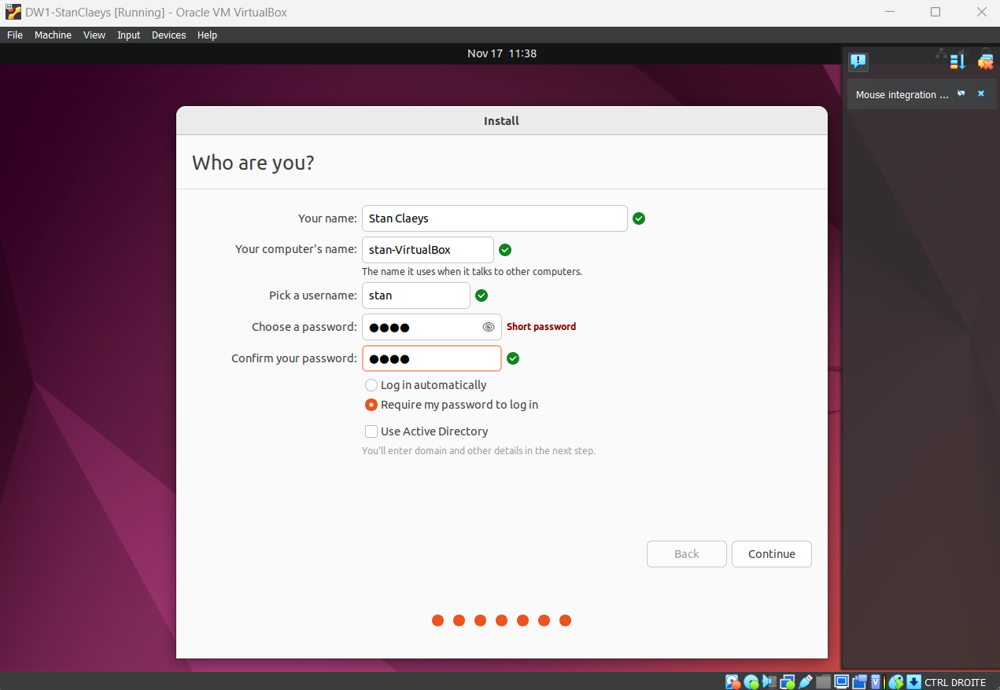 DW1-StanClaeys [Running] - Oracle VM VirtualBox
File Machine View Input Devices Help
Nov 17 11:38
Mouse integration ...
Install
Who are you?
Your name: Stan Claeys
Your computer's name: stan-VirtualBox
The name it uses when it talks to other computers.
Pick a username: stan
Choose a password: ●●●● Short password
Confirm your password: ●●●●
Log in automatically
Require my password to log in
Use Active Directory
You'll enter domain and other details in the next step.
Back Continue
CTRL DROITE